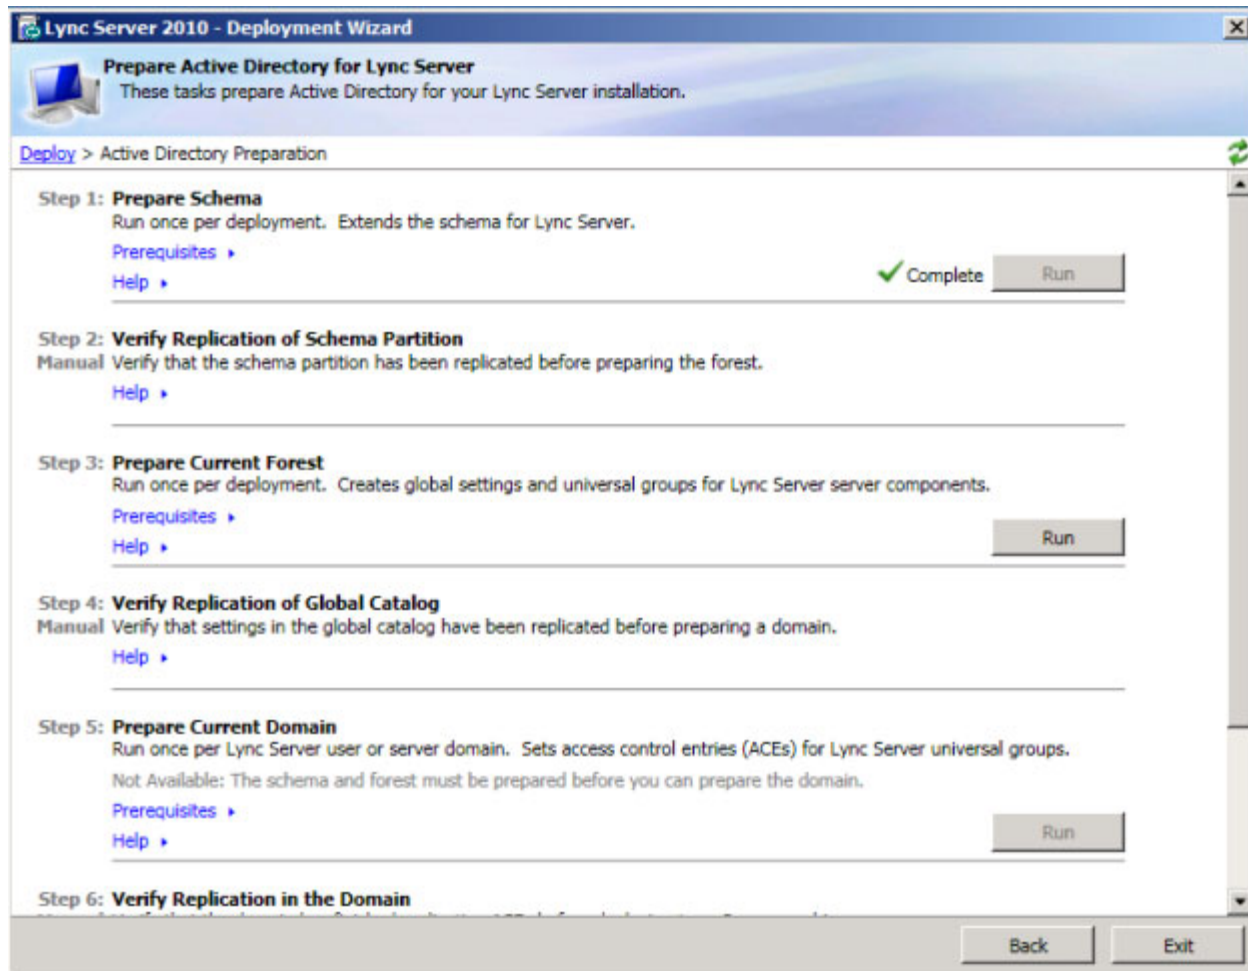 Lync Server 2010 - Deployment Wizard
Prepare Active Directory for Lync Server
These tasks prepare Active Directory for your Lync Server installation.
Deploy > Active Directory Preparation
Step 1: Prepare Schema
Run once per deployment. Extends the schema for Lync Server.
Prerequisites
Help
Complete Run
Step 2: Verify Replication of Schema Partition
Manual Verify that the schema partition has been replicated before preparing the forest.
Help
Step 3: Prepare Current Forest
Run once per deployment. Creates global settings and universal groups for Lync Server server components.
Prerequisites
Help
Run
Step 4: Verify Replication of Global Catalog
Manual Verify that settings in the global catalog have been replicated before preparing a domain.
Help
Step 5: Prepare Current Domain
Run once per Lync Server user or server domain. Sets access control entries (ACEs) for Lync Server universal groups.
Not Available: The schema and forest must be prepared before you can prepare the domain.
Prerequisites
Help
Run
Step 6: Verify Replication in the Domain
Back Exit